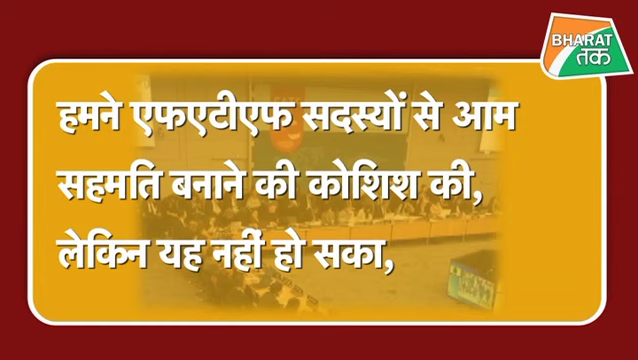 BHARAT
तक
हमने एफएटीएफ सदस्यों से आम
सहमति बनाने की कोशिश की,
लेकिन यह नहीं हो सका,